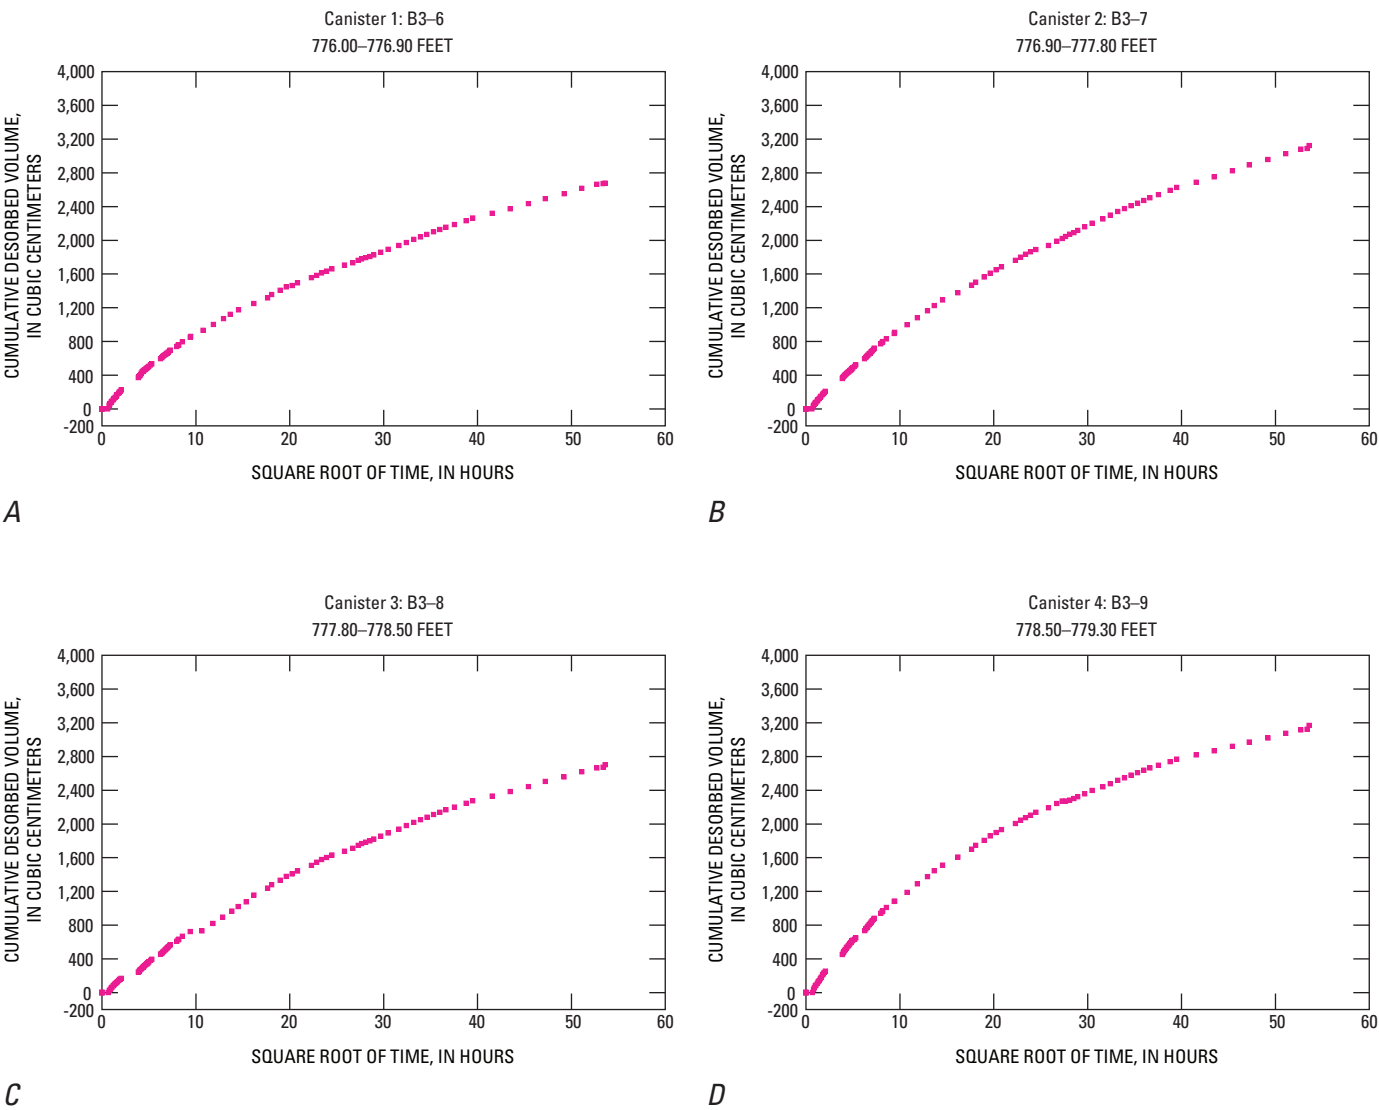 Canister 1: B3–6
776.00–776.90 FEET
4,000
3,600
3,200
2,800
2,400
2,000
1,600
1,200
800
400
0
-200
0 10 20 30 40 50 60
CUMULATIVE DESORBED VOLUME,
IN CUBIC CENTIMETERS
SQUARE ROOT OF TIME, IN HOURS
A
Canister 2: B3–7
776.90–777.80 FEET
4,000
3,600
3,200
2,800
2,400
2,000
1,600
1,200
800
400
0
-200
0 10 20 30 40 50 60
CUMULATIVE DESORBED VOLUME,
IN CUBIC CENTIMETERS
SQUARE ROOT OF TIME, IN HOURS
B
Canister 3: B3–8
777.80–778.50 FEET
4,000
3,600
3,200
2,800
2,400
2,000
1,600
1,200
800
400
0
-200
0 10 20 30 40 50 60
CUMULATIVE DESORBED VOLUME,
IN CUBIC CENTIMETERS
SQUARE ROOT OF TIME, IN HOURS
C
Canister 4: B3–9
778.50–779.30 FEET
4,000
3,600
3,200
2,800
2,400
2,000
1,600
1,200
800
400
0
-200
0 10 20 30 40 50 60
CUMULATIVE DESORBED VOLUME,
IN CUBIC CENTIMETERS
SQUARE ROOT OF TIME, IN HOURS
D